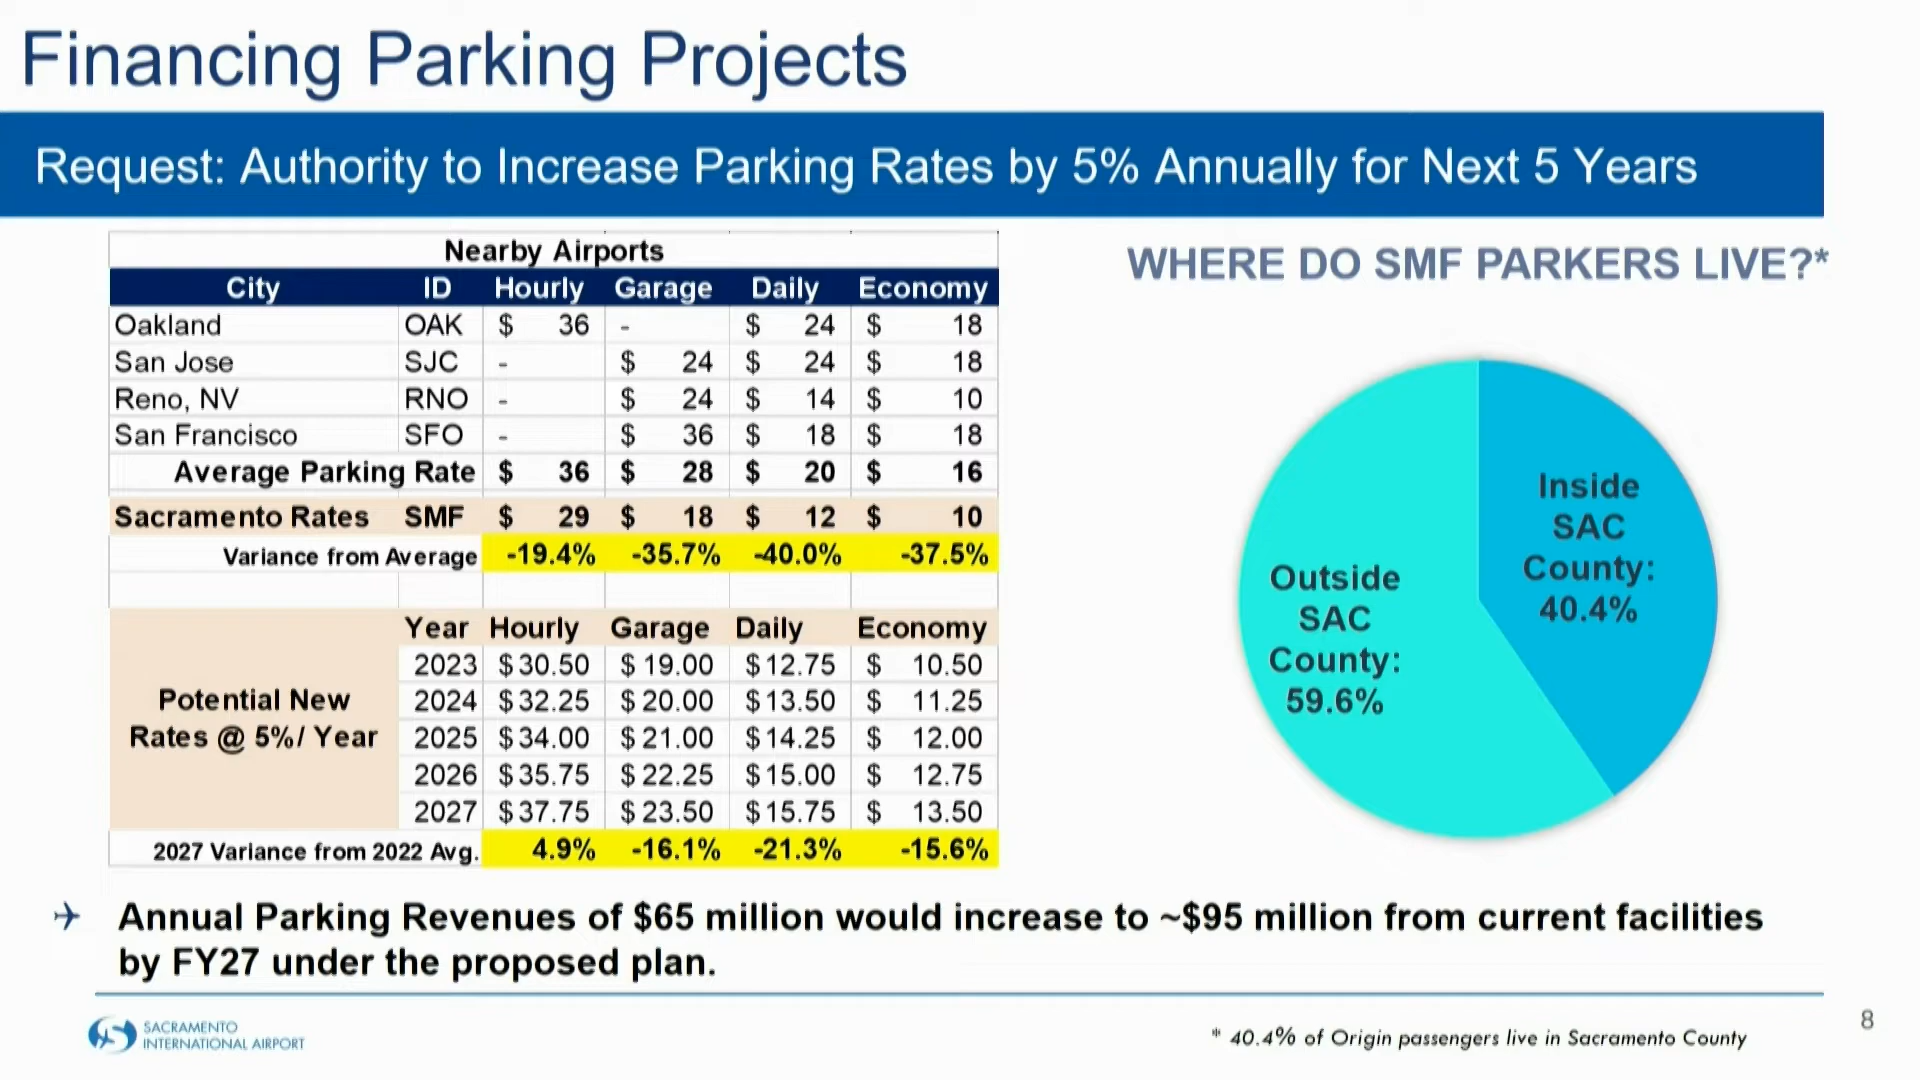 Financing Parking Projects
Request: Authority to Increase Parking Rates by 5% Annually for Next 5 Years
Nearby Airports
City ID Hourly Garage Daily Economy
Oakland OAK $ 36 - $ 24 $ 18
San Jose SJC - $ 24 $ 24 $ 18
Reno, NV RNO - $ 24 $ 14 $ 10
San Francisco SFO - $ 36 $ 18 $ 18
Average Parking Rate $ 36 $ 28 $ 20 $ 16
Sacramento Rates SMF $ 29 $ 18 $ 12 $ 10
Variance from Average -19.4% -35.7% -40.0% -37.5%
Year Hourly Garage Daily Economy
Potential New
Rates @ 5%/ Year
2023 $30.50 $19.00 $12.75 $ 10.50
2024 $32.25 $20.00 $13.50 $ 11.25
2025 $34.00 $21.00 $14.25 $ 12.00
2026 $35.75 $22.25 $15.00 $ 12.75
2027 $37.75 $23.50 $15.75 $ 13.50
2027 Variance from 2022 Avg. 4.9% -16.1% -21.3% -15.6%
WHERE DO SMF PARKERS LIVE?*
Inside
SAC
County:
40.4%
Outside
SAC
County:
59.6%
Annual Parking Revenues of $65 million would increase to ~$95 million from current facilities
by FY27 under the proposed plan.
SACRAMENTO
INTERNATIONAL AIRPORT
* 40.4% of Origin passengers live in Sacramento County
8